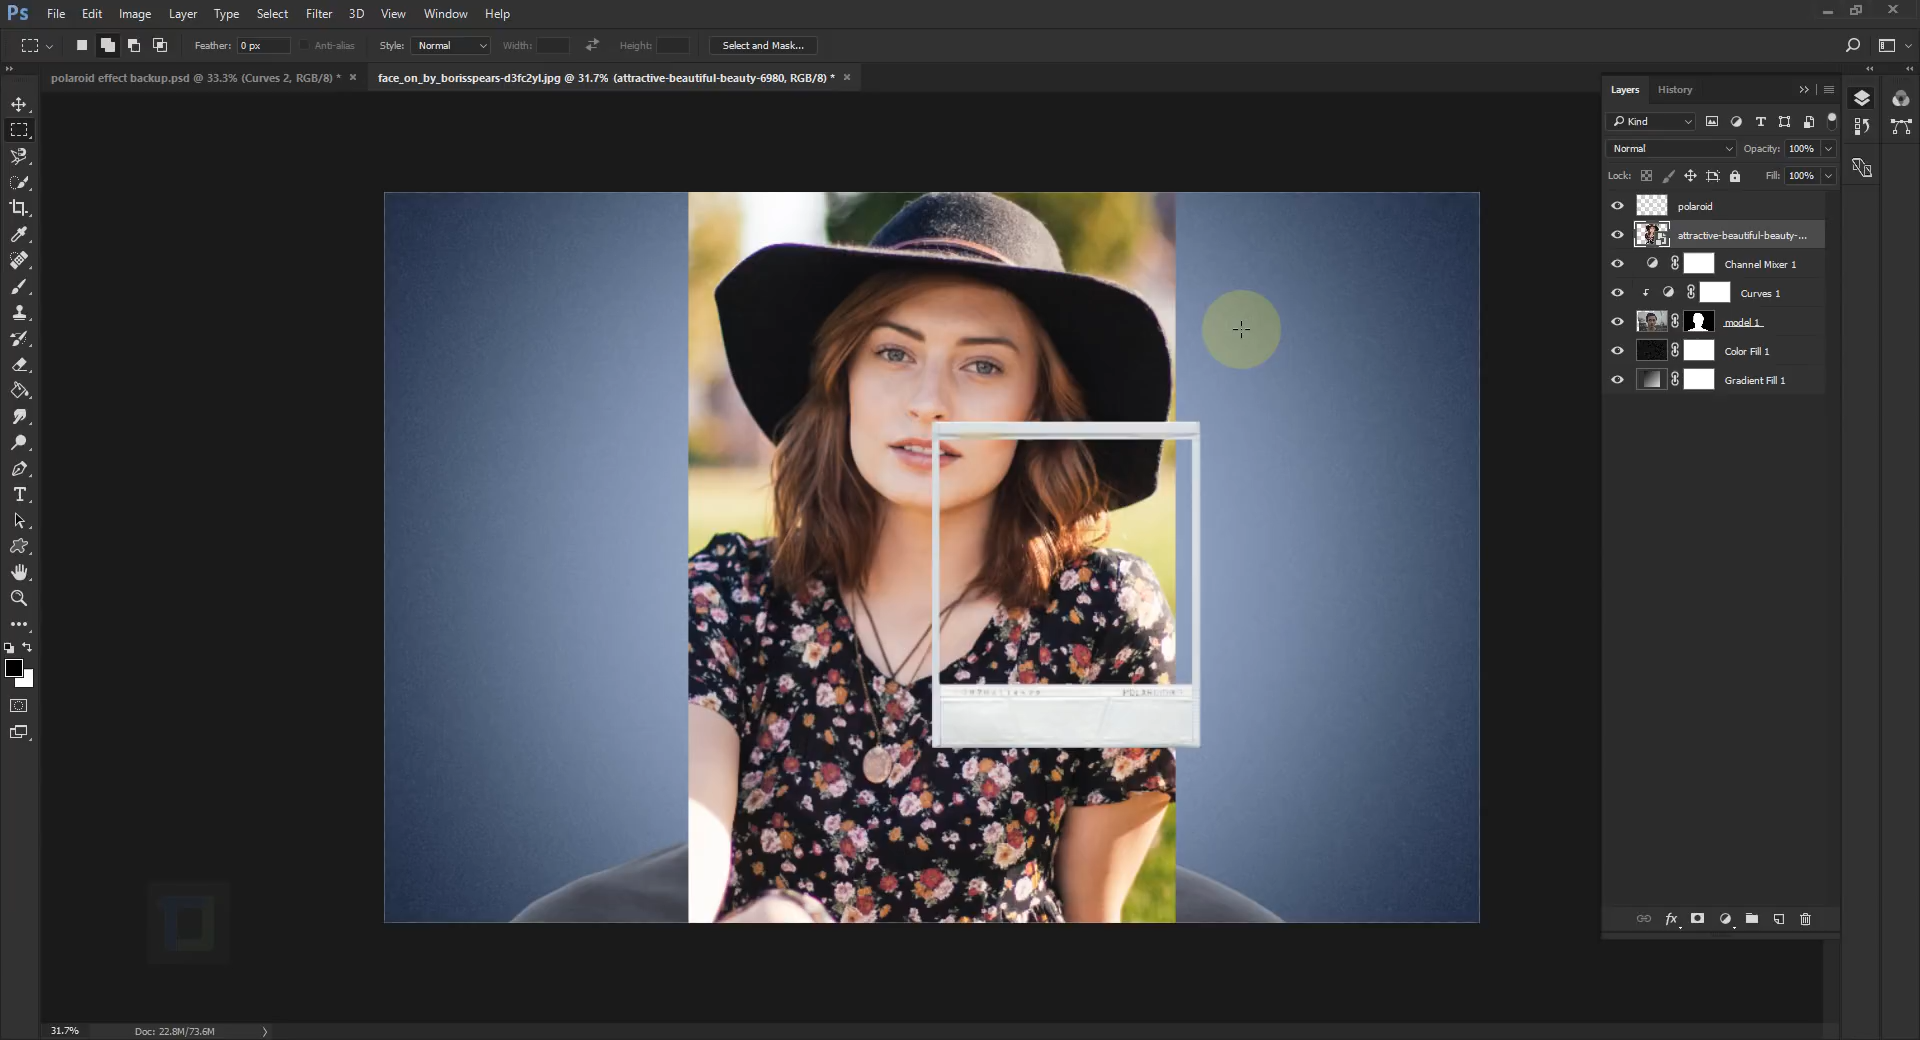 Ps File Edit Image Layer Type Select Filter 3D View Window Help
Feather: 0 px Anti-alias Style: Normal Width: Height: Select and Mask...
polaroid effect backup.psd @ 33.3% (Curves 2, RGB/8) * × face_on_by_borisspears-d3fc2yl.jpg @ 31.7% (attractive-beautiful-beauty-6980, RGB/8) * ×
Layers History
Kind
Normal Opacity: 100%
Lock: Fill: 100%
polaroid
attractive-beautiful-beauty-...
Channel Mixer 1
Curves 1
model 1
Color Fill 1
Gradient Fill 1
31.7% Doc: 22.8M/73.6M